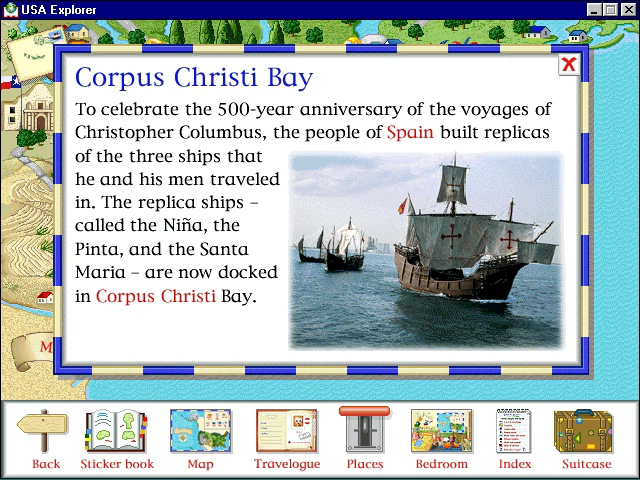 USA Explorer
Corpus Christi Bay
To celebrate the 500-year anniversary of the voyages of
Christopher Columbus, the people of Spain built replicas
of the three ships that
he and his men traveled
in. The replica ships –
called the Niña, the
Pinta, and the Santa
Maria – are now docked
in Corpus Christi Bay.
Back
Sticker book
Map
Travelogue
Places
Bedroom
Index
Suitcase